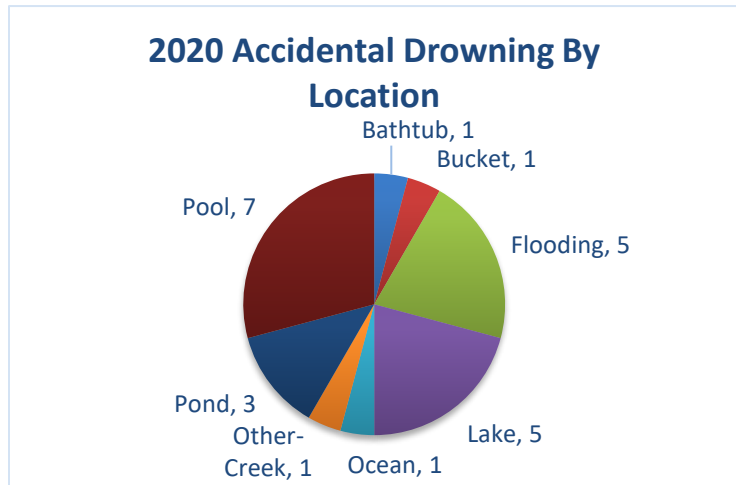 2020 Accidental Drowning By
Location
Bathtub, 1
Bucket, 1
Pool, 7
Flooding, 5
Pond, 3
Other-
Creek, 1
Ocean, 1
Lake, 5